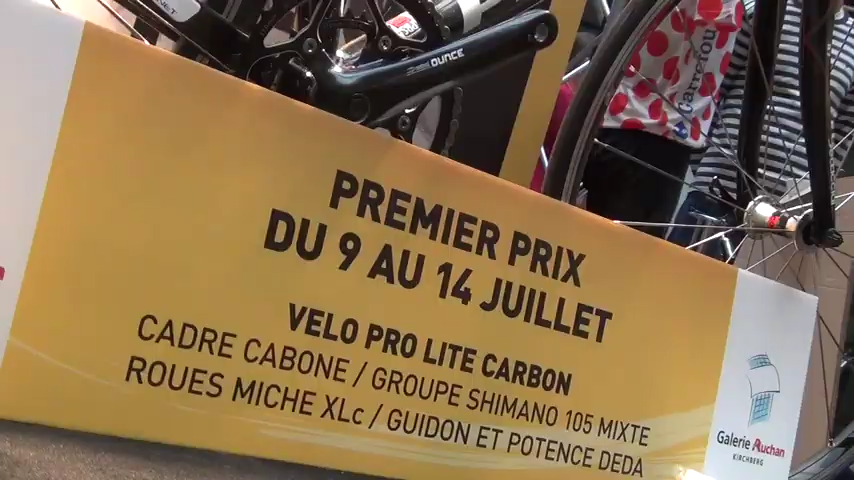 OUNCE
Carrefour
PREMIER PRIX
DU 9 AU 14 JUILLET
VELO PRO LITE CARBON
CADRE CABONE / GROUPE SHIMANO 105 MIXTE
ROUES MICHE XLc / GUIDON ET POTENCE DEDA
Galerie Auchan
KIRCHBERG